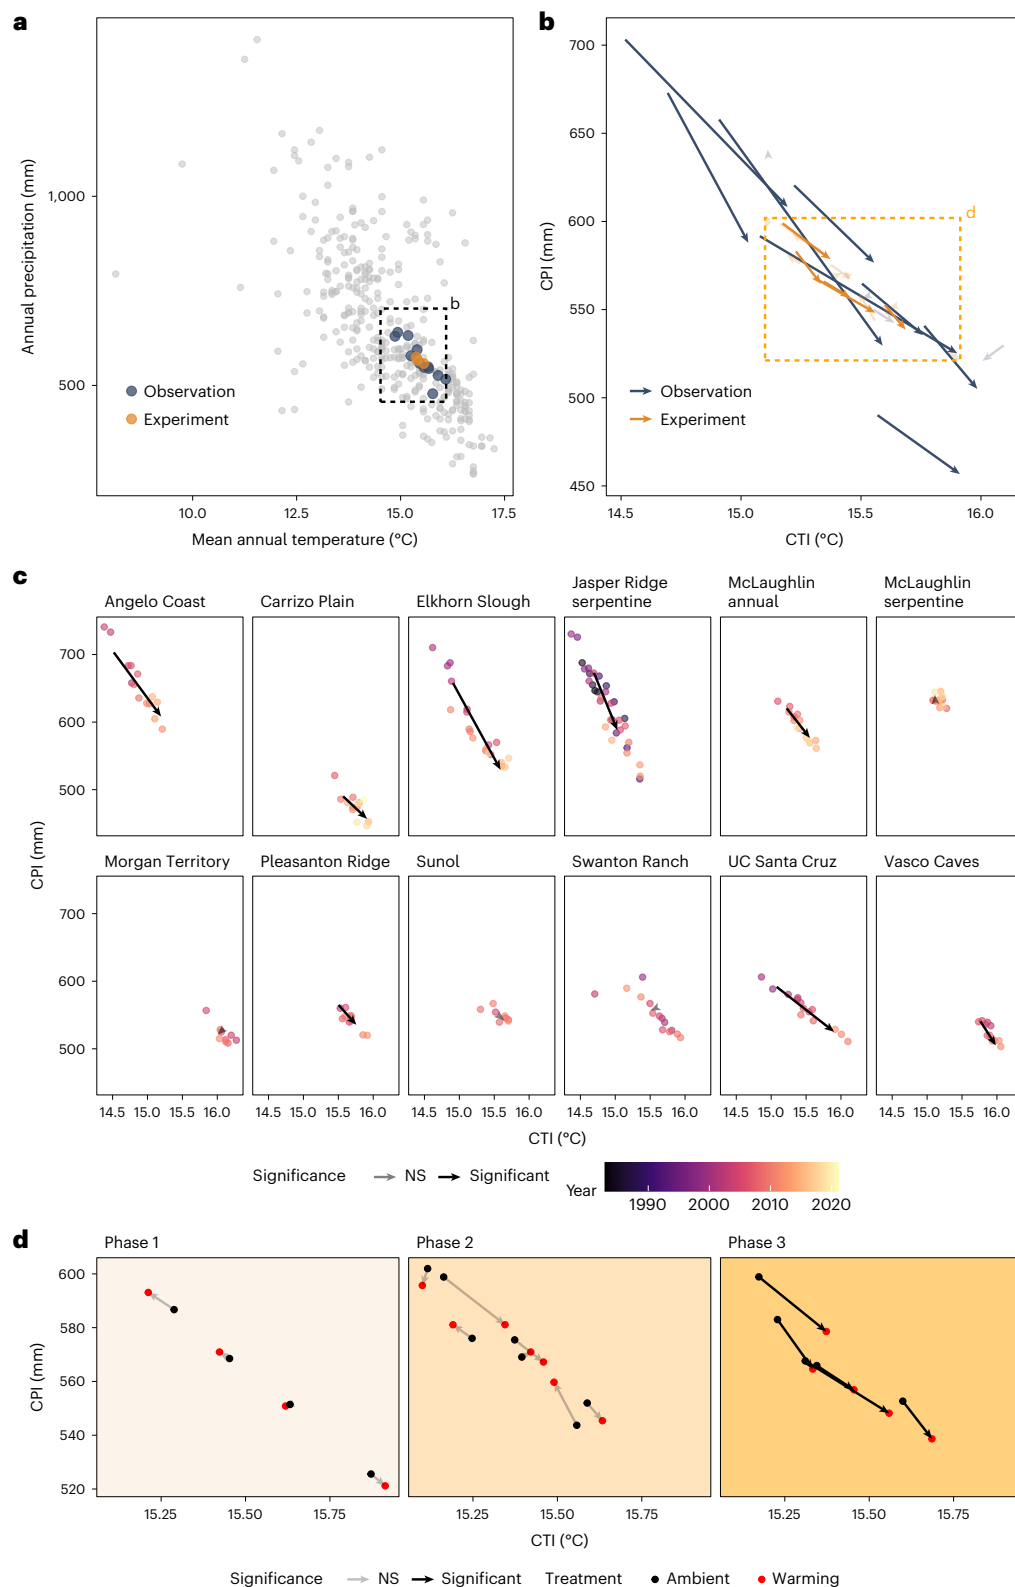 a
Annual precipitation (mm)
1,000
500
b
Observation
Experiment
10.0 12.5 15.0 17.5
Mean annual temperature (°C)
b
CPI (mm)
700
650
600
550
500
450
d
Observation
Experiment
14.5 15.0 15.5 16.0
CTI (°C)
c
CPI (mm)
Angelo Coast
Carrizo Plain
Elkhorn Slough
Jasper Ridge
serpentine
McLaughlin
annual
McLaughlin
serpentine
700
600
500
Morgan Territory
Pleasanton Ridge
Sunol
Swanton Ranch
UC Santa Cruz
Vasco Caves
700
600
500
14.5 15.0 15.5 16.0
14.5 15.0 15.5 16.0
14.5 15.0 15.5 16.0
14.5 15.0 15.5 16.0
14.5 15.0 15.5 16.0
14.5 15.0 15.5 16.0
CTI (°C)
Significance NS Significant
Year
1990 2000 2010 2020
d
Phase 1
Phase 2
Phase 3
CPI (mm)
600
580
560
540
520
15.25 15.50 15.75
15.25 15.50 15.75
15.25 15.50 15.75
CTI (°C)
Significance NS Significant Treatment Ambient Warming